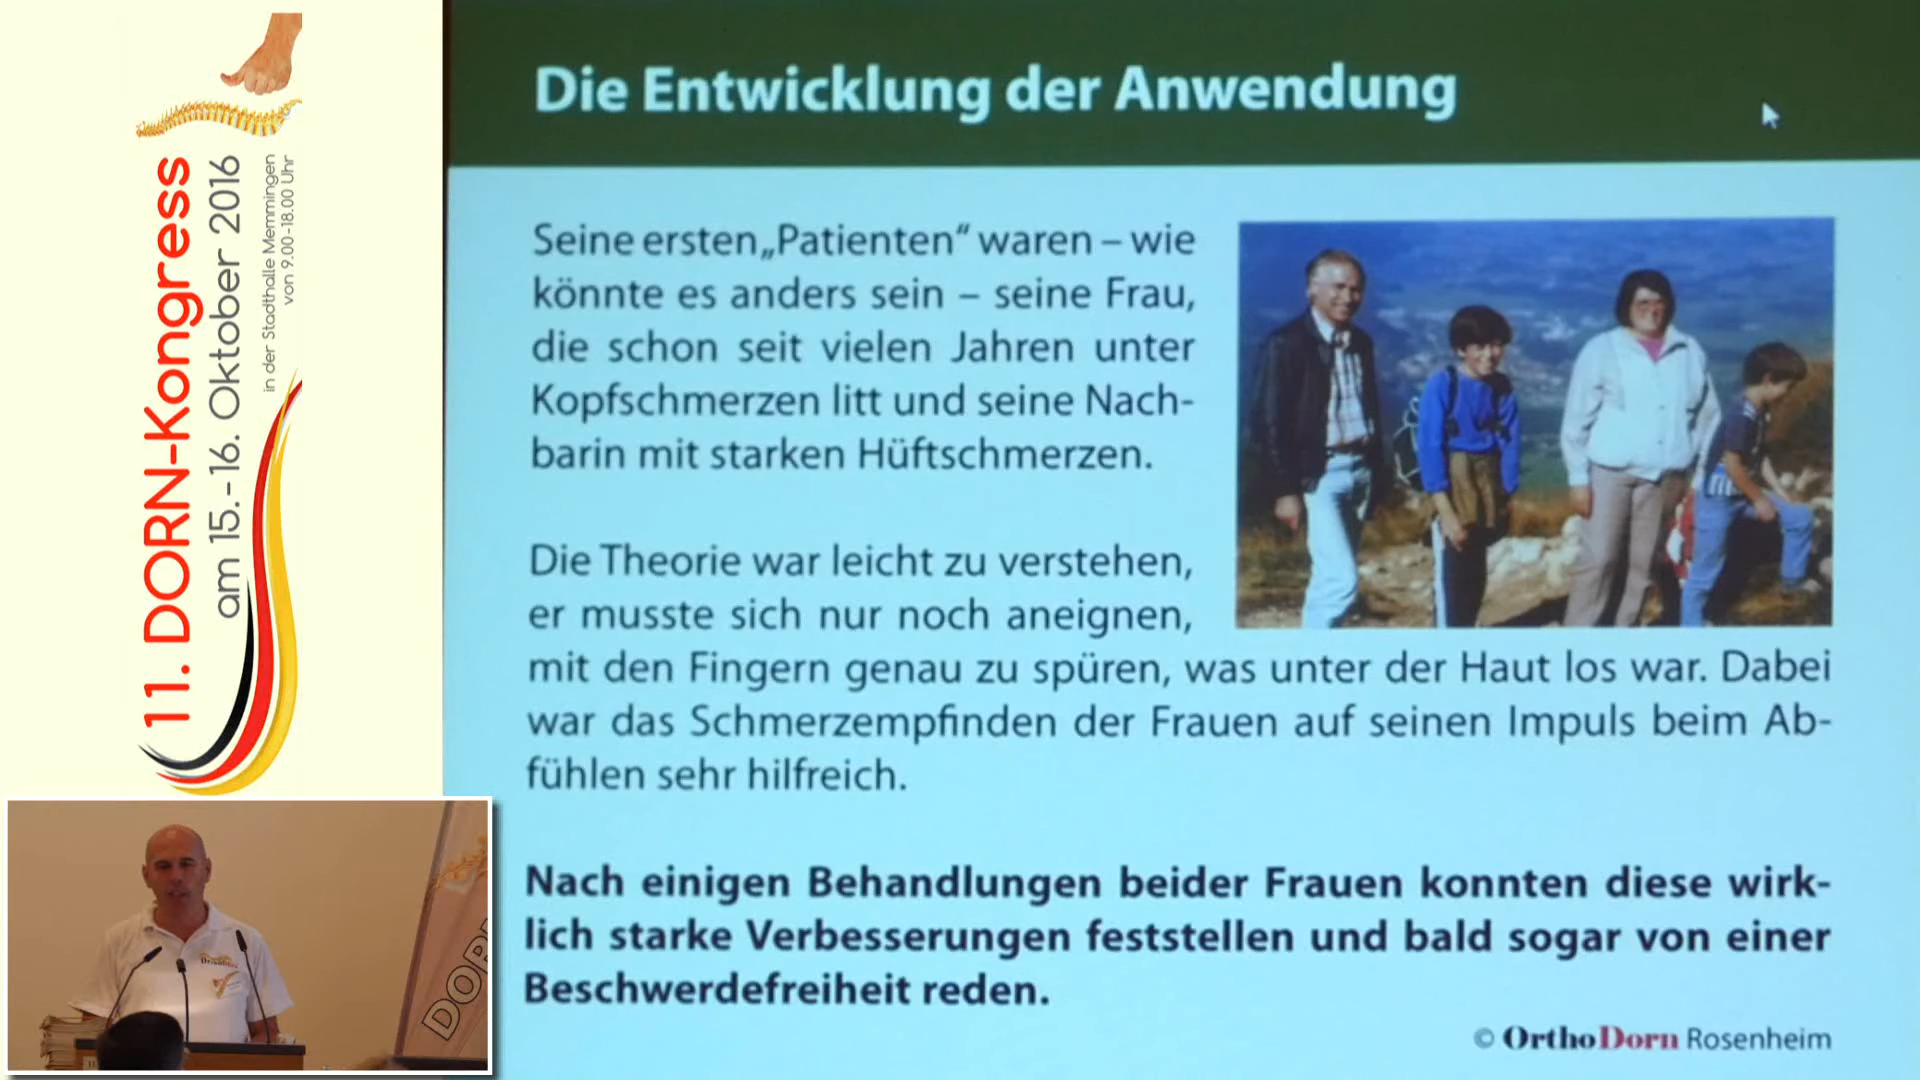 11. DORN-Kongress
am 15.-16. Oktober 2016
in der Stadthalle Memmingen
von 9.00-18.00 Uhr
Die Entwicklung der Anwendung
Seine ersten „Patienten“ waren – wie
könnte es anders sein – seine Frau,
die schon seit vielen Jahren unter
Kopfschmerzen litt und seine Nach-
barin mit starken Hüftschmerzen.
Die Theorie war leicht zu verstehen,
er musste sich nur noch aneignen,
mit den Fingern genau zu spüren, was unter der Haut los war. Dabei
war das Schmerzempfinden der Frauen auf seinen Impuls beim Ab-
fühlen sehr hilfreich.
Nach einigen Behandlungen beider Frauen konnten diese wirk-
lich starke Verbesserungen feststellen und bald sogar von einer
Beschwerdefreiheit reden.
© OrthoDorn Rosenheim